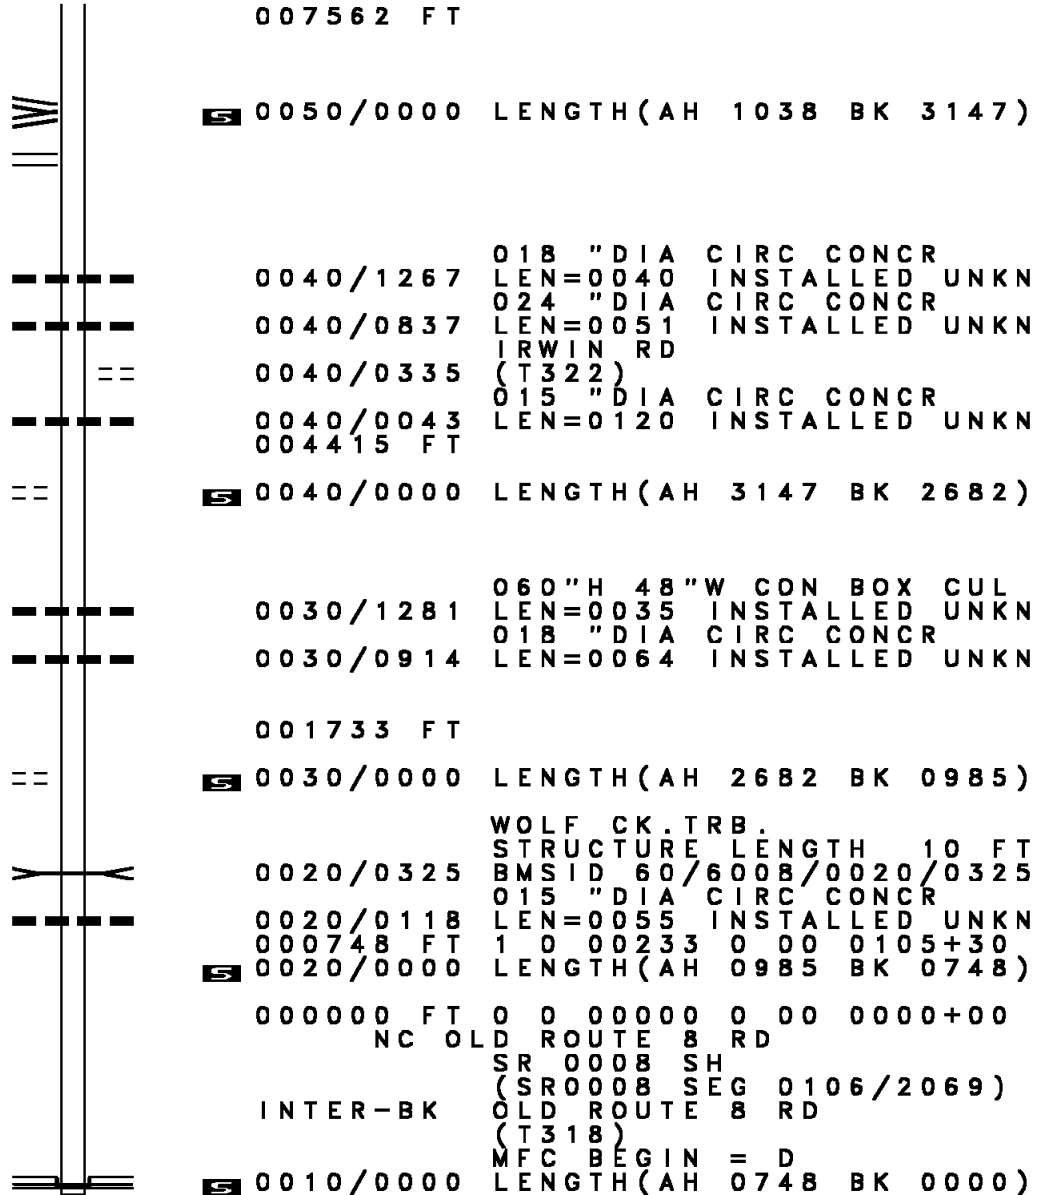 007562 FT
S 0050/0000 LENGTH(AH 1038 BK 3147)
018 "DIA CIRC CONCR
0040/1267 LEN=0040 INSTALLED UNKN
024 "DIA CIRC CONCR
0040/0837 LEN=0051 INSTALLED UNKN
IRWIN RD
0040/0335 (T322)
015 "DIA CIRC CONCR
0040/0043 LEN=0120 INSTALLED UNKN
004415 FT
S 0040/0000 LENGTH(AH 3147 BK 2682)
060"H 48"W CON BOX CUL
0030/1281 LEN=0035 INSTALLED UNKN
018 "DIA CIRC CONCR
0030/0914 LEN=0064 INSTALLED UNKN
001733 FT
S 0030/0000 LENGTH(AH 2682 BK 0985)
WOLF CK.TRB.
STRUCTURE LENGTH 10 FT
0020/0325 BMSID 60/6008/0020/0325
015 "DIA CIRC CONCR
0020/0118 LEN=0055 INSTALLED UNKN
000748 FT 1 0 00233 0 00 0105+30
S 0020/0000 LENGTH(AH 0985 BK 0748)
000000 FT 0 0 00000 0 00 0000+00
NC OLD ROUTE 8 RD
SR 0008 SH
(SR0008 SEG 0106/2069)
INTER-BK OLD ROUTE 8 RD
(T318)
MFC BEGIN = D
S 0010/0000 LENGTH(AH 0748 BK 0000)